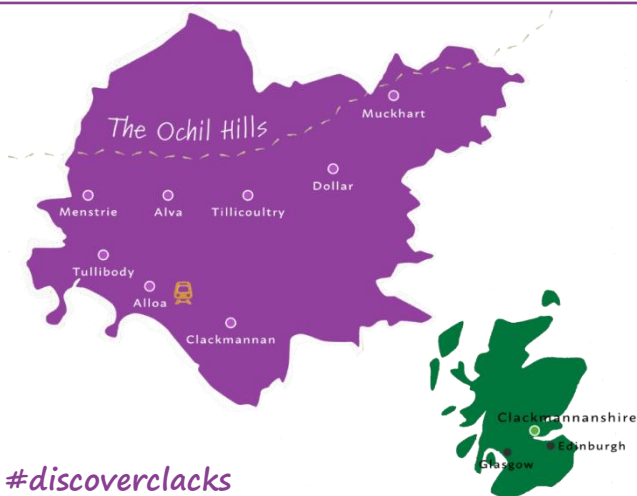 The Ochil Hills
Muckhart
Dollar
Menstrie
Alva
Tillicoultry
Tullibody
Alloa
Clackmannan
Clackmannanshire
Edinburgh
Glasgow
#discoverclacks